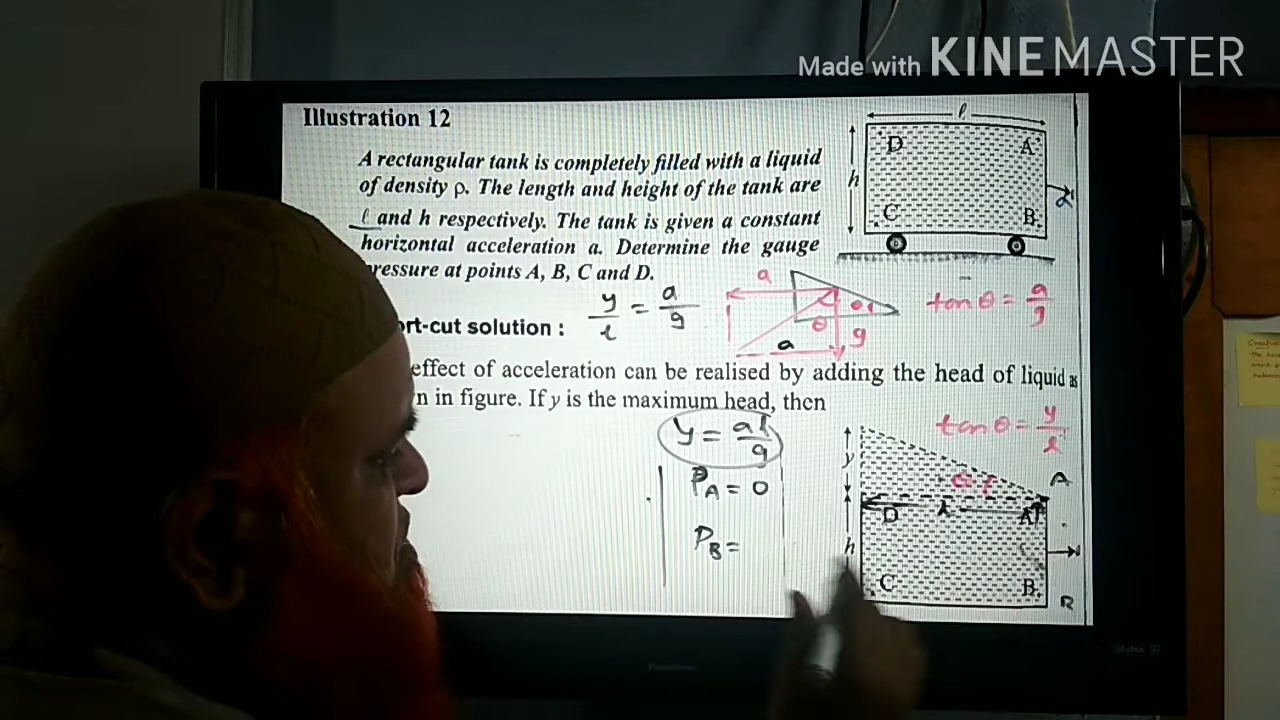 Made with KINEMASTER
Illustration 12
A rectangular tank is completely filled with a liquid
of density ρ. The length and height of the tank are
ℓ and h respectively. The tank is given a constant
horizontal acceleration a. Determine the gauge
ressure at points A, B, C and D.
ℓ
D A
h
C B
y/ℓ = a/g
a
θ
θ
g
a
tan θ = a/g
rt-cut solution :
effect of acceleration can be realised by adding the head of liquid as
n in figure. If y is the maximum head, then
y = aℓ/g
tan θ = y/ℓ
P_A = 0
P_B =
y
θ
A
D A
h
C B